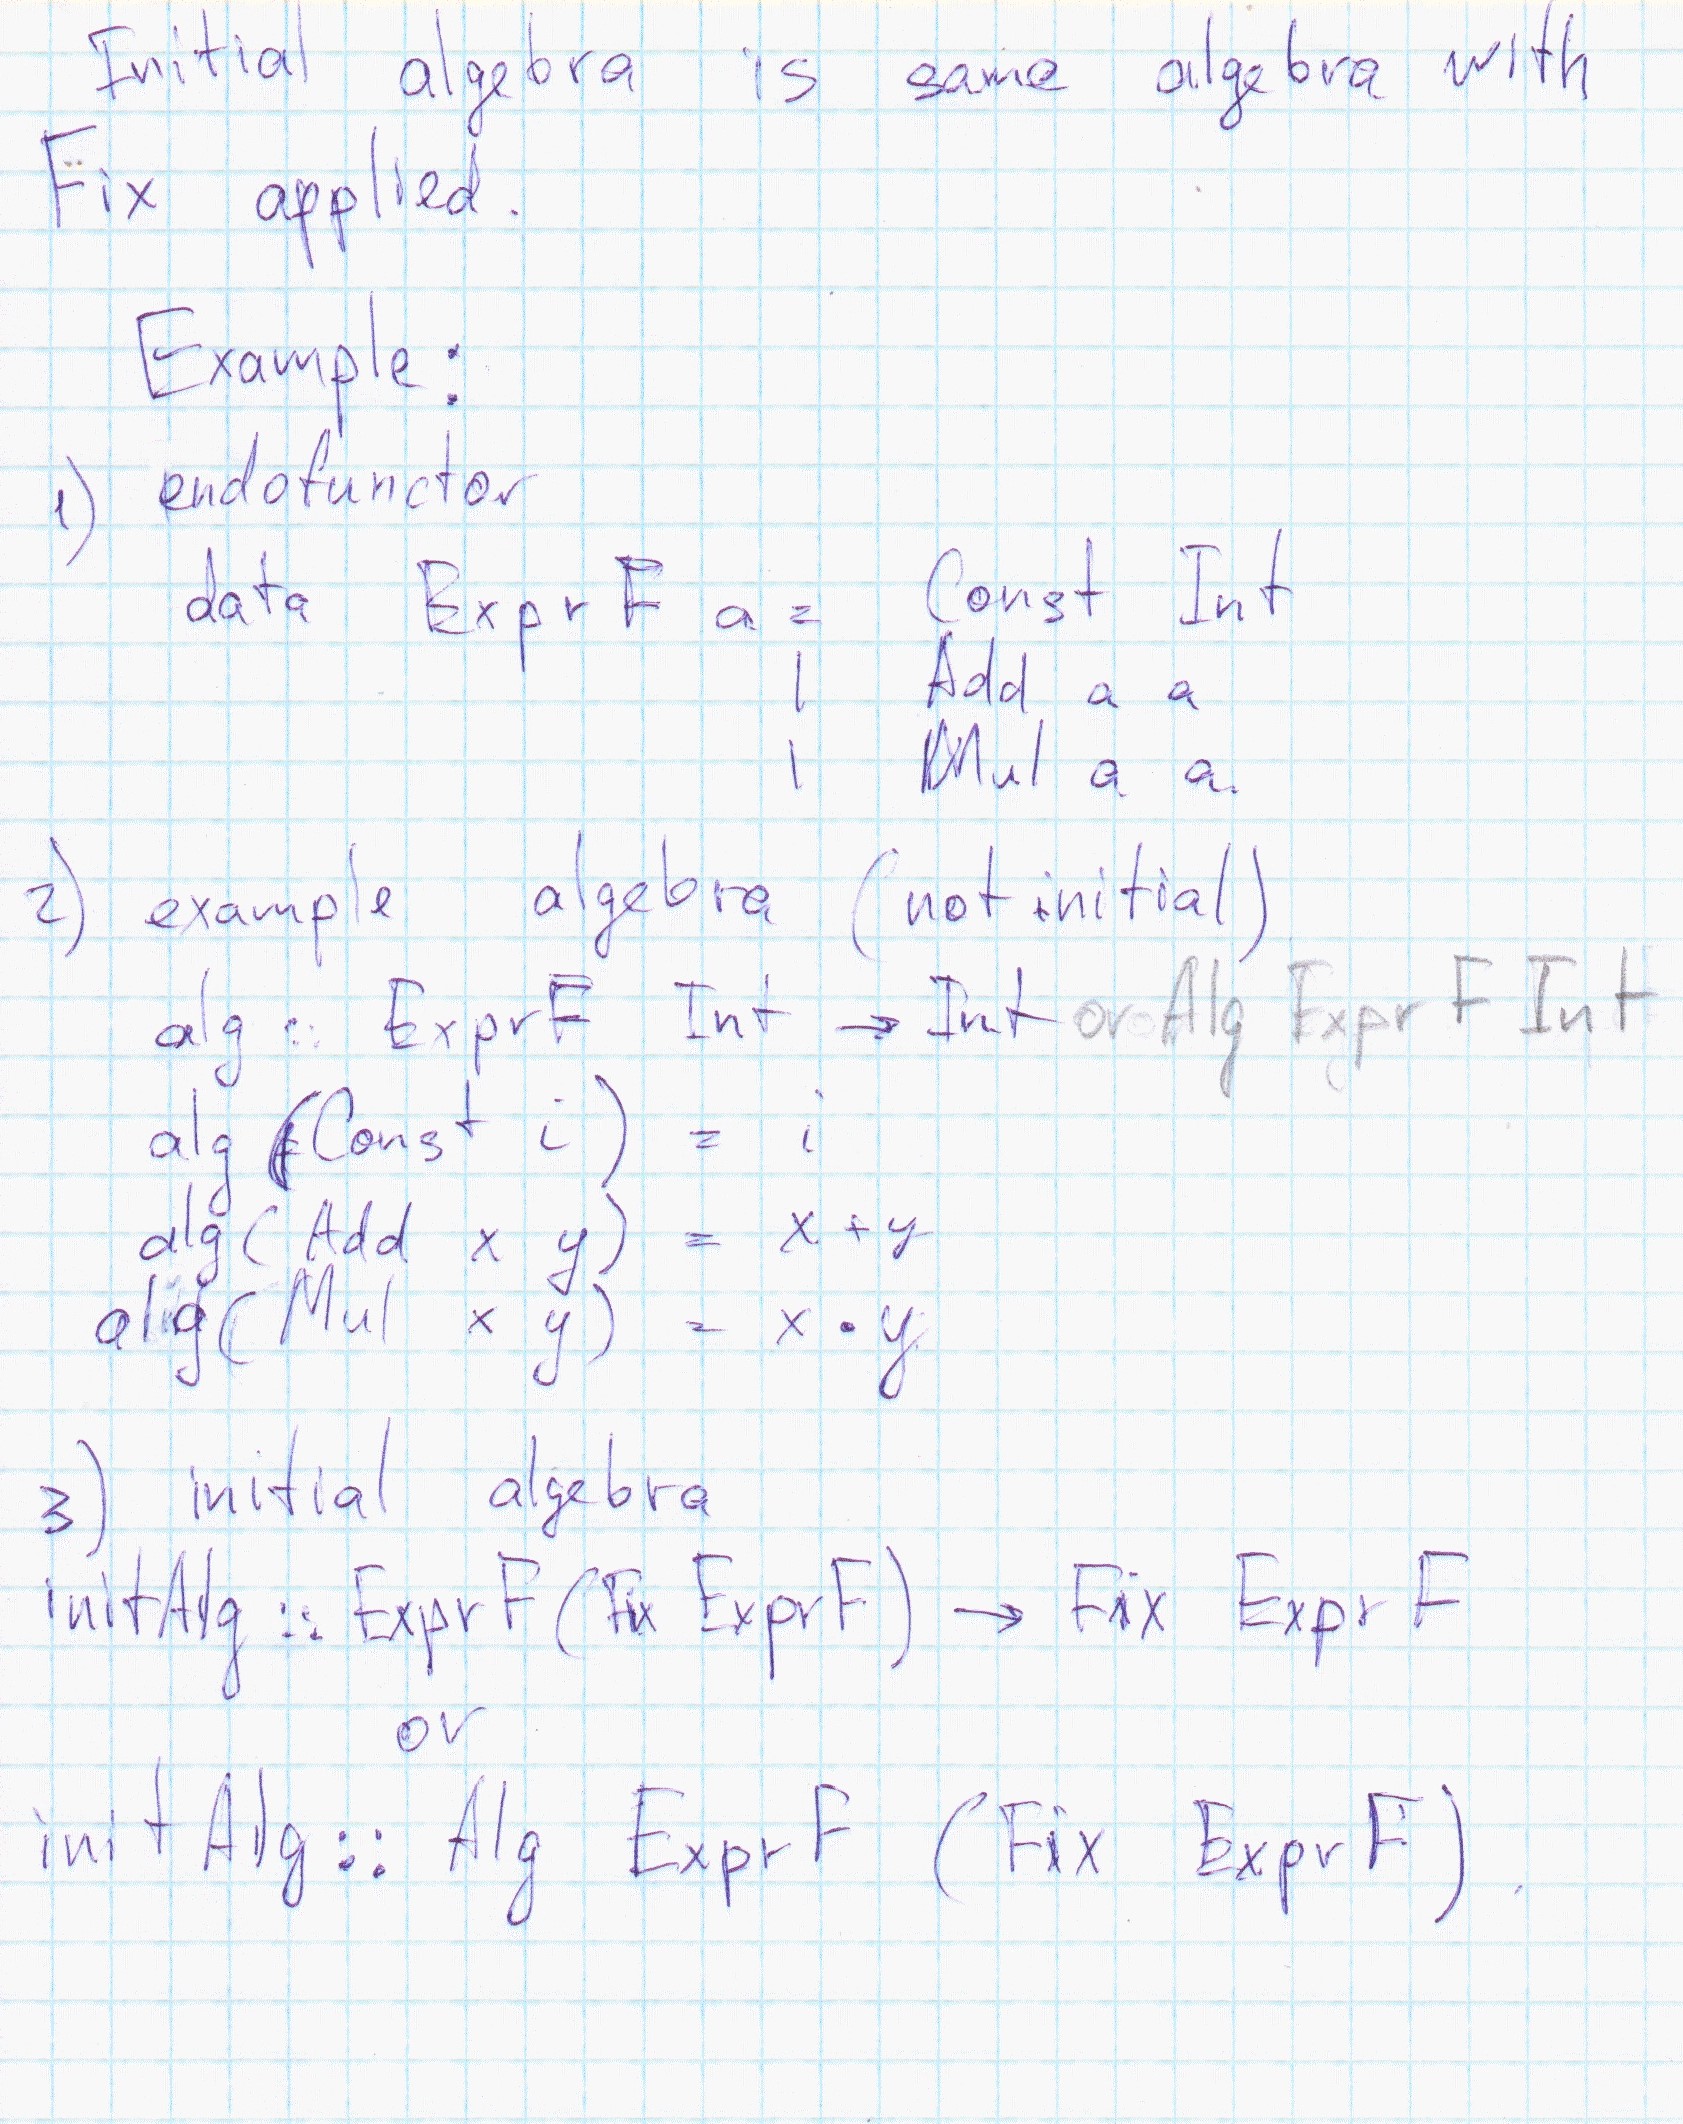 Initial algebra is same algebra with
Fix applied.
Example:
1) endofunctor
data ExprF a = Const Int
| Add a a
| Mul a a.
2) example algebra (not initial)
alg :: ExprF Int → Int or Alg ExprF Int
alg (Const i) = i
alg (Add x y) = x + y
alg (Mul x y) = x • y
3) initial algebra
initAlg :: ExprF (Fix ExprF) → Fix ExprF
or
initAlg :: Alg ExprF (Fix ExprF).